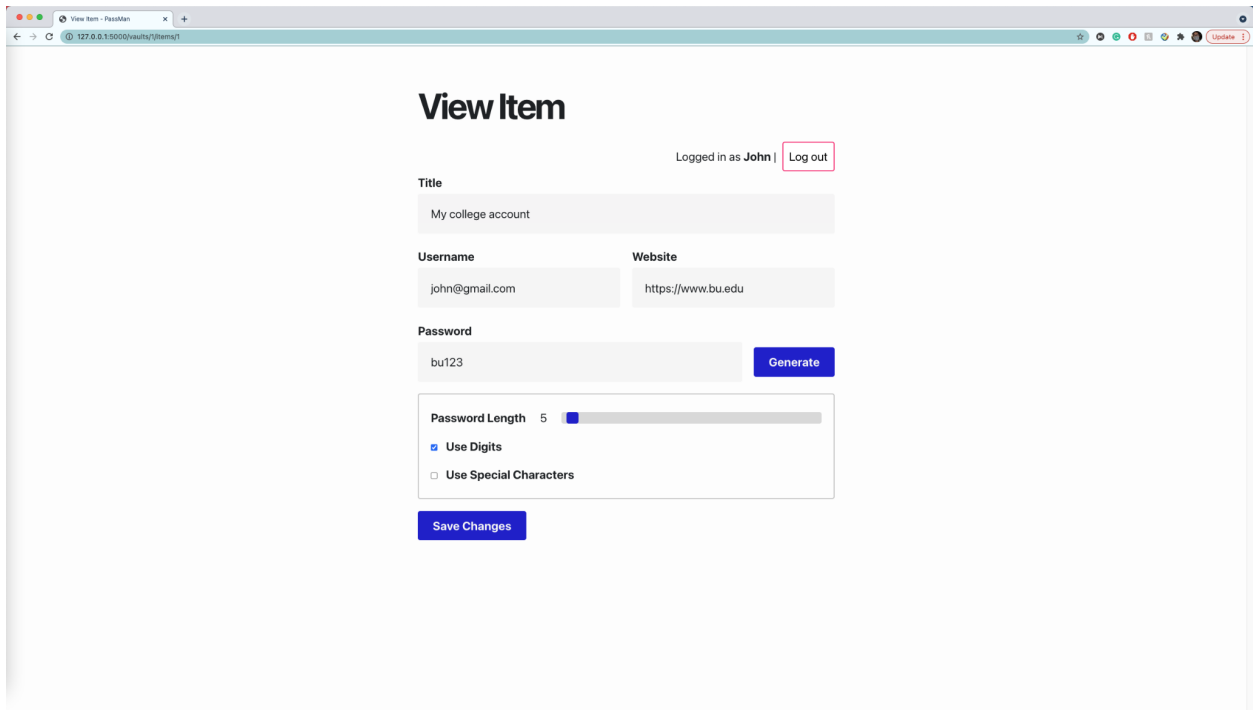 View Item - PassMan
127.0.0.1:5000/vaults/1/items/1
Update
View Item
Logged in as John | Log out
Title
My college account
Username Website
john@gmail.com https://www.bu.edu
Password
bu123 Generate
Password Length 5
Use Digits
Use Special Characters
Save Changes